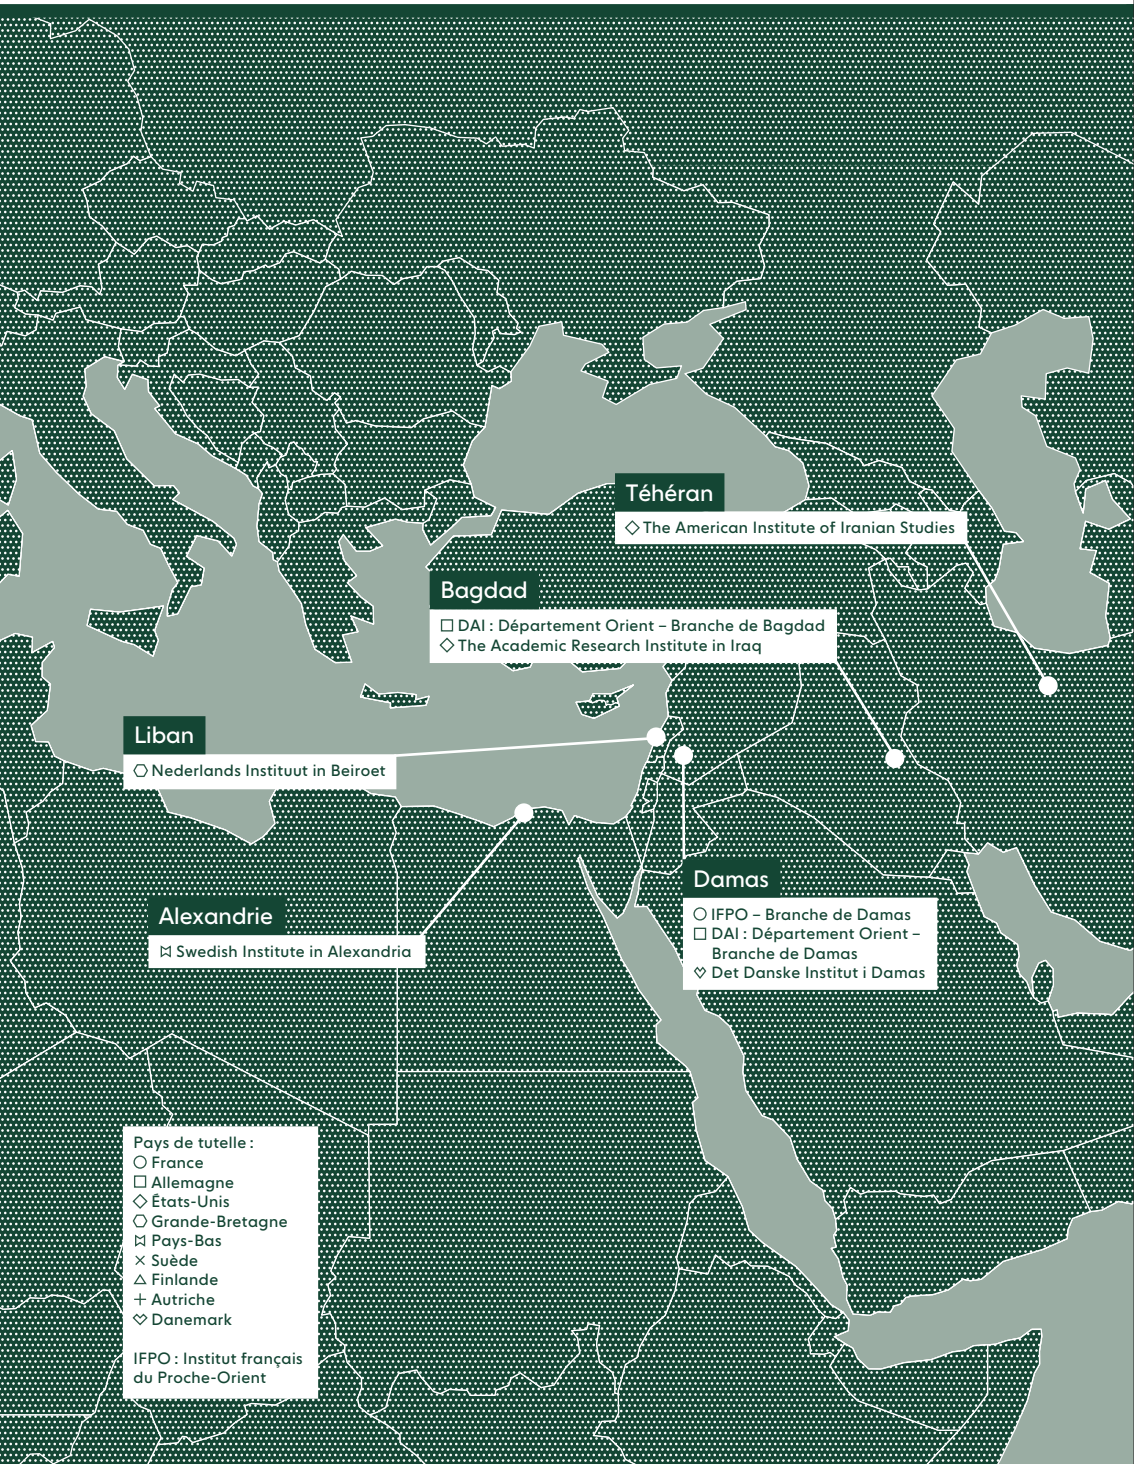 Téhéran
The American Institute of Iranian Studies
Bagdad
DAI : Département Orient – Branche de Bagdad
The Academic Research Institute in Iraq
Liban
Nederlands Instituut in Beiroet
Damas
IFPO – Branche de Damas
DAI : Département Orient –
Branche de Damas
Det Danske Institut i Damas
Alexandrie
Swedish Institute in Alexandria
Pays de tutelle :
France
Allemagne
États-Unis
Grande-Bretagne
Pays-Bas
Suède
Finlande
Autriche
Danemark
IFPO : Institut français
du Proche-Orient